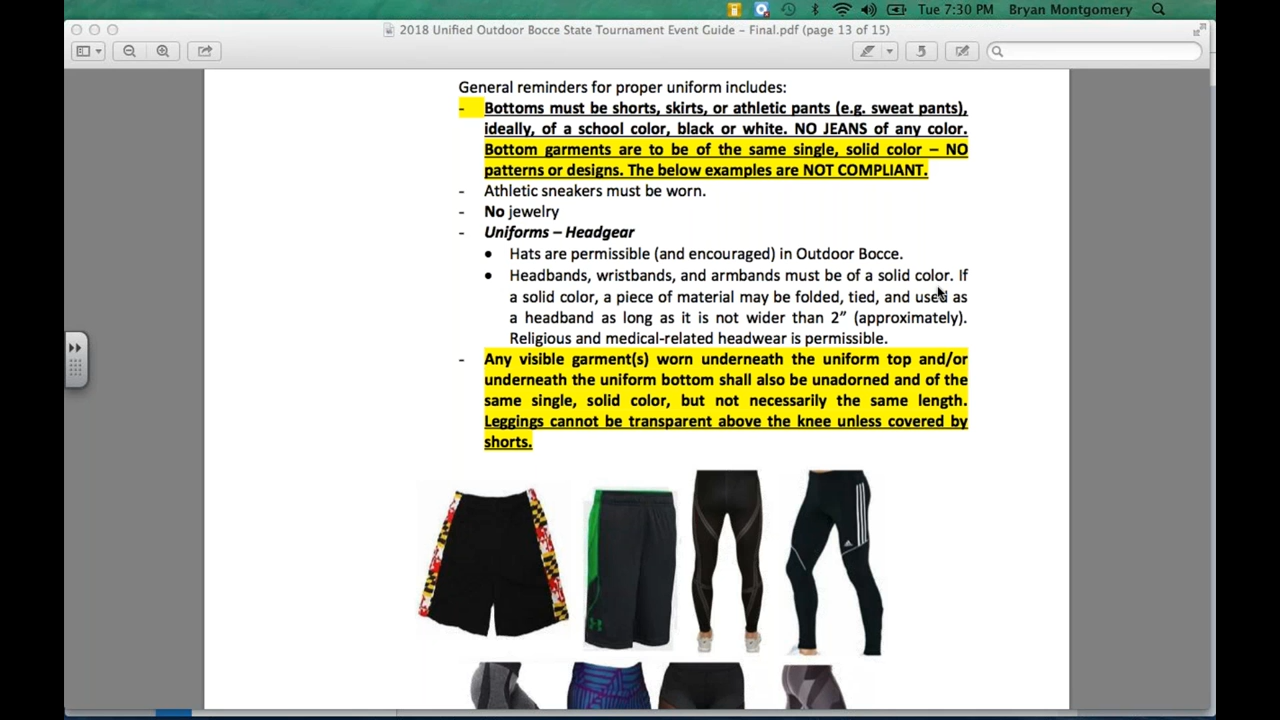 Tue 7:30 PM Bryan Montgomery
2018 Unified Outdoor Bocce State Tournament Event Guide – Final.pdf (page 13 of 15)
General reminders for proper uniform includes:
- Bottoms must be shorts, skirts, or athletic pants (e.g. sweat pants),
ideally, of a school color, black or white. NO JEANS of any color.
Bottom garments are to be of the same single, solid color – NO
patterns or designs. The below examples are NOT COMPLIANT.
- Athletic sneakers must be worn.
- No jewelry
- Uniforms – Headgear
• Hats are permissible (and encouraged) in Outdoor Bocce.
• Headbands, wristbands, and armbands must be of a solid color. If
a solid color, a piece of material may be folded, tied, and used as
a headband as long as it is not wider than 2” (approximately).
Religious and medical-related headwear is permissible.
- Any visible garment(s) worn underneath the uniform top and/or
underneath the uniform bottom shall also be unadorned and of the
same single, solid color, but not necessarily the same length.
Leggings cannot be transparent above the knee unless covered by
shorts.